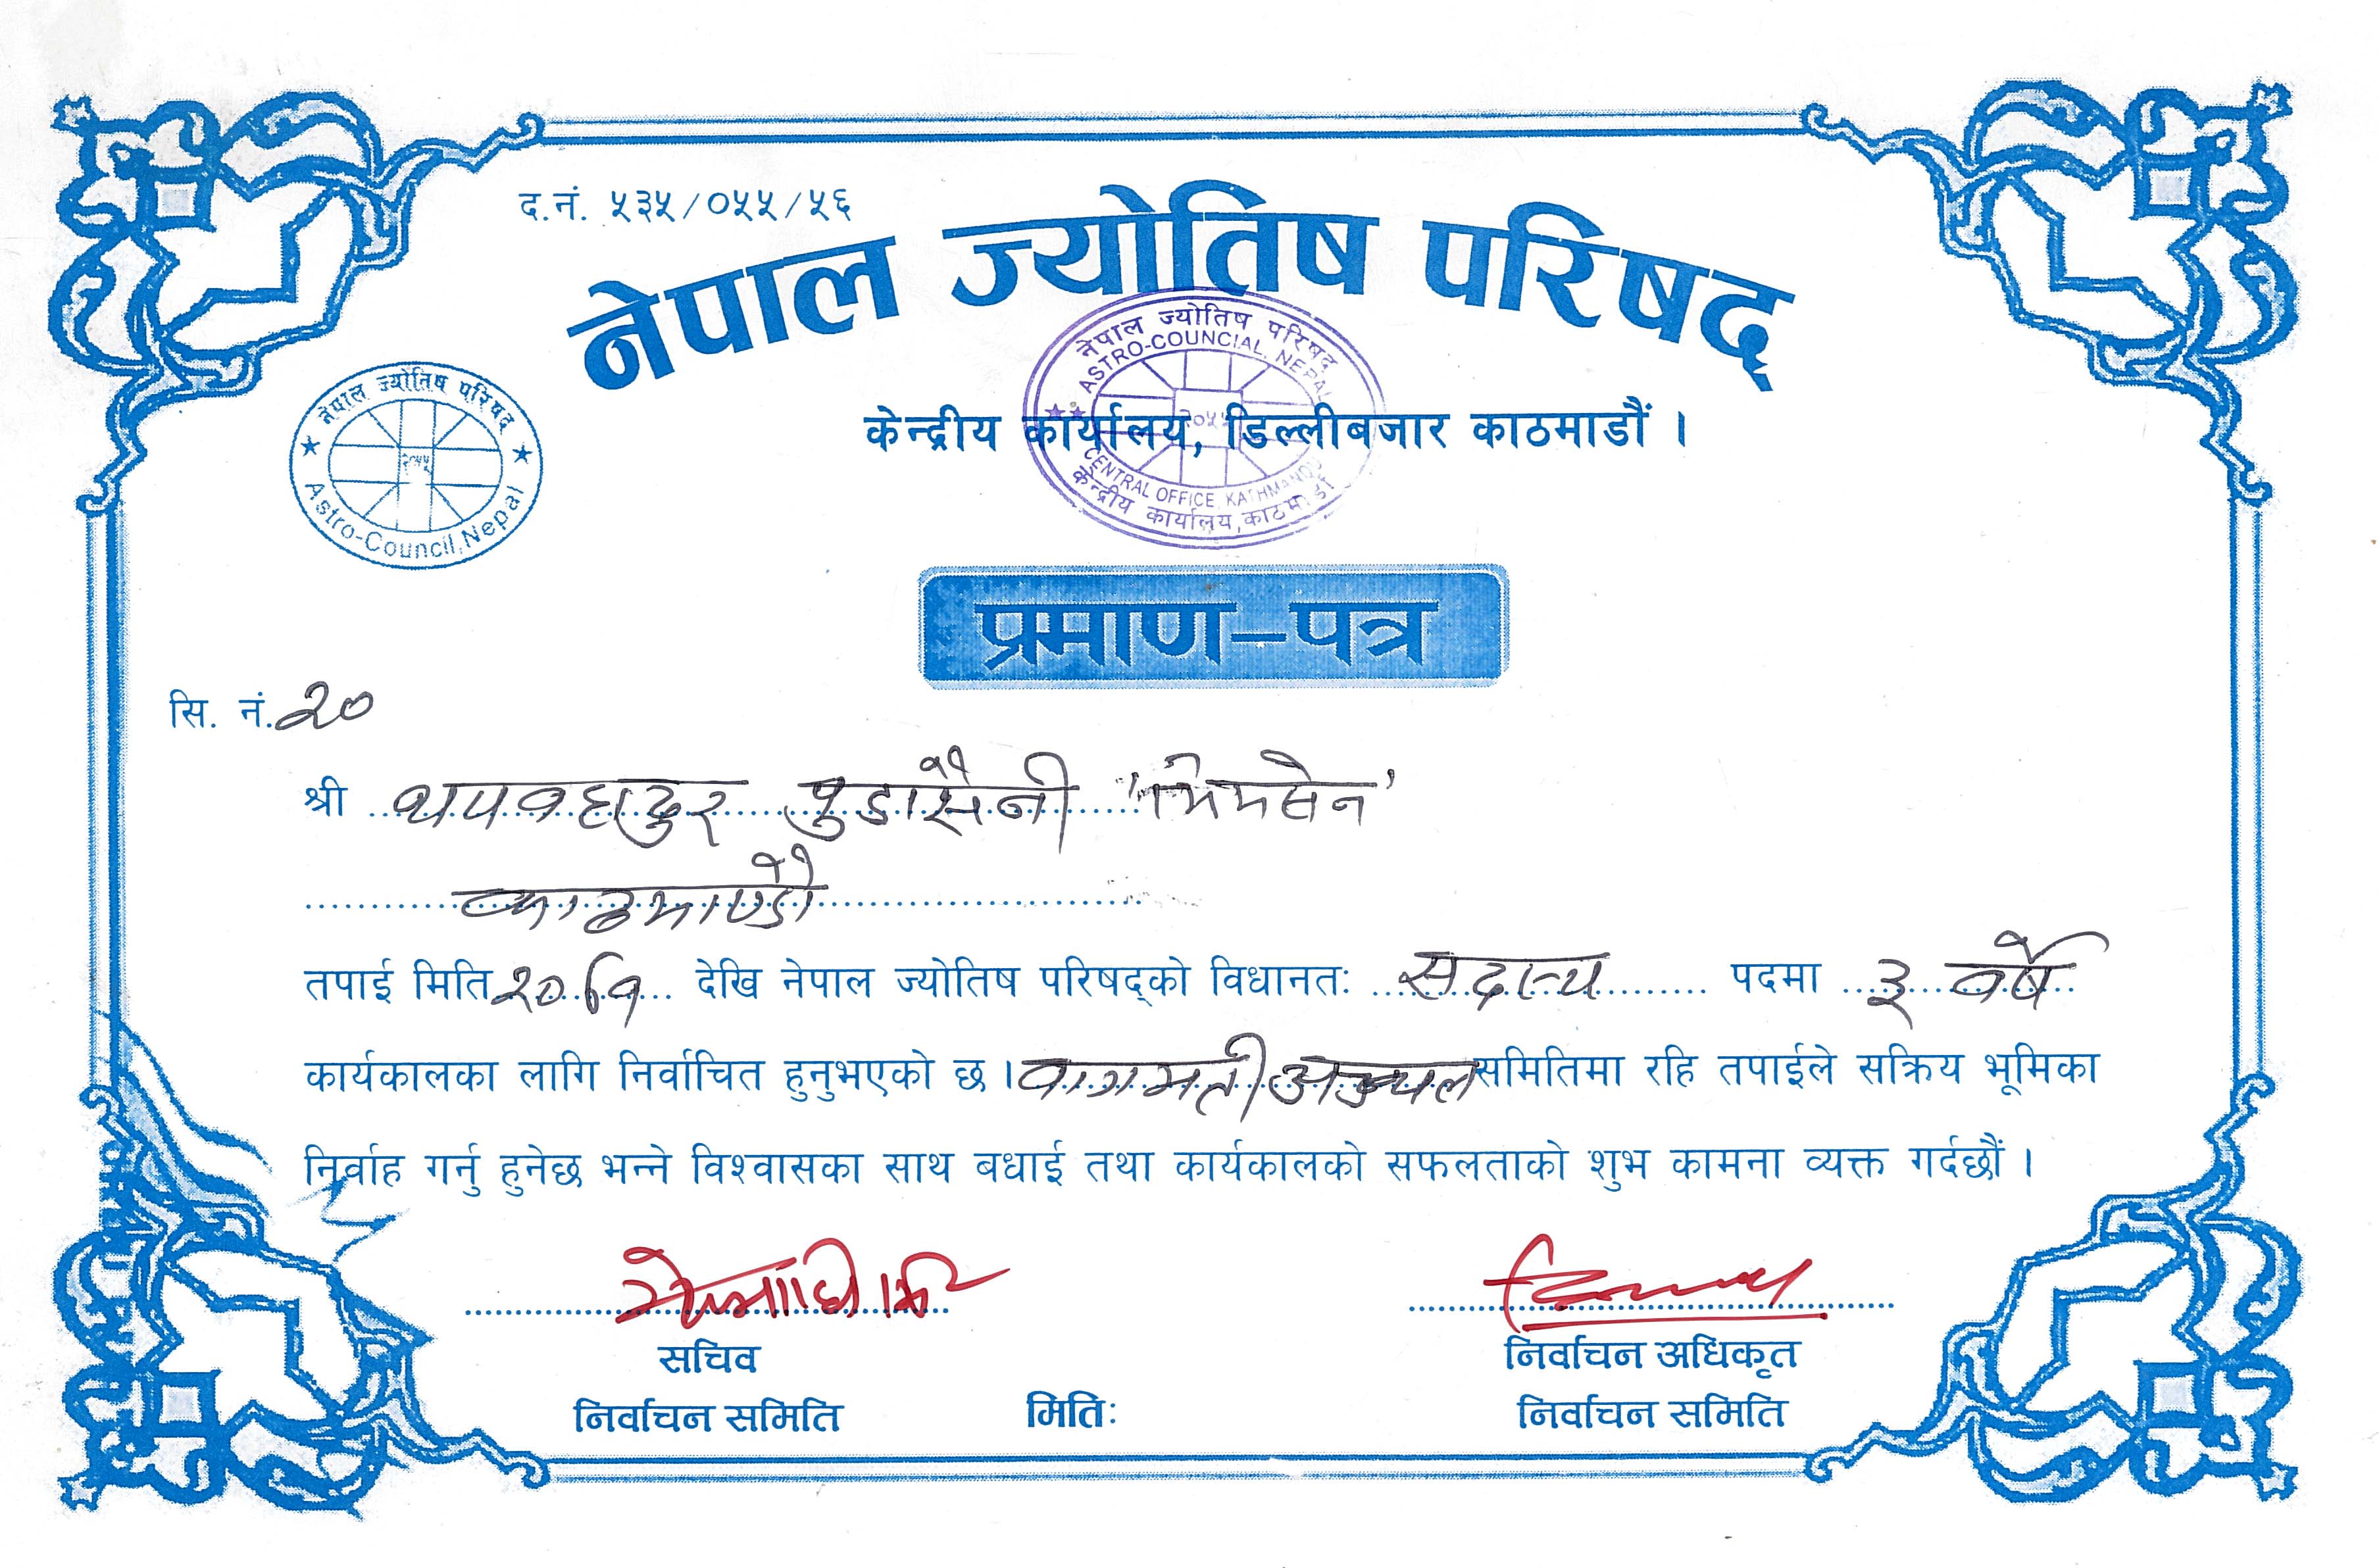 द.नं. ५३५/०५५/५६
नेपाल ज्योतिष परिषद्
नेपाल ज्योतिष परिषद
ASTRO-COUNCIAL, NEPAL
२०५५
CENTRAL OFFICE, KATHMANDU
केन्द्रीय कार्यालय, काठमाडौं
केन्द्रीय कार्यालय, डिल्लीबजार काठमाडौं ।
नेपाल ज्योतिष परिषद
२०५५
Astro-Council, Nepal
प्रमाण-पत्र
सि. नं. २०
श्री थपबहादुर पुडासैनी 'भिमसेन'
काठमाण्डौ
तपाई मिति २०६१ देखि नेपाल ज्योतिष परिषद्को विधानतः सदस्य पदमा ३ वर्षे
कार्यकालका लागि निर्वाचित हुनुभएको छ । वागमती अञ्चल समितिमा रहि तपाईले सक्रिय भूमिका
निर्वाह गर्नु हुनेछ भन्ने विश्वासका साथ बधाई तथा कार्यकालको सफलताको शुभ कामना व्यक्त गर्दछौं ।
सचिव
निर्वाचन अधिकृत
निर्वाचन समिति
मितिः
निर्वाचन समिति